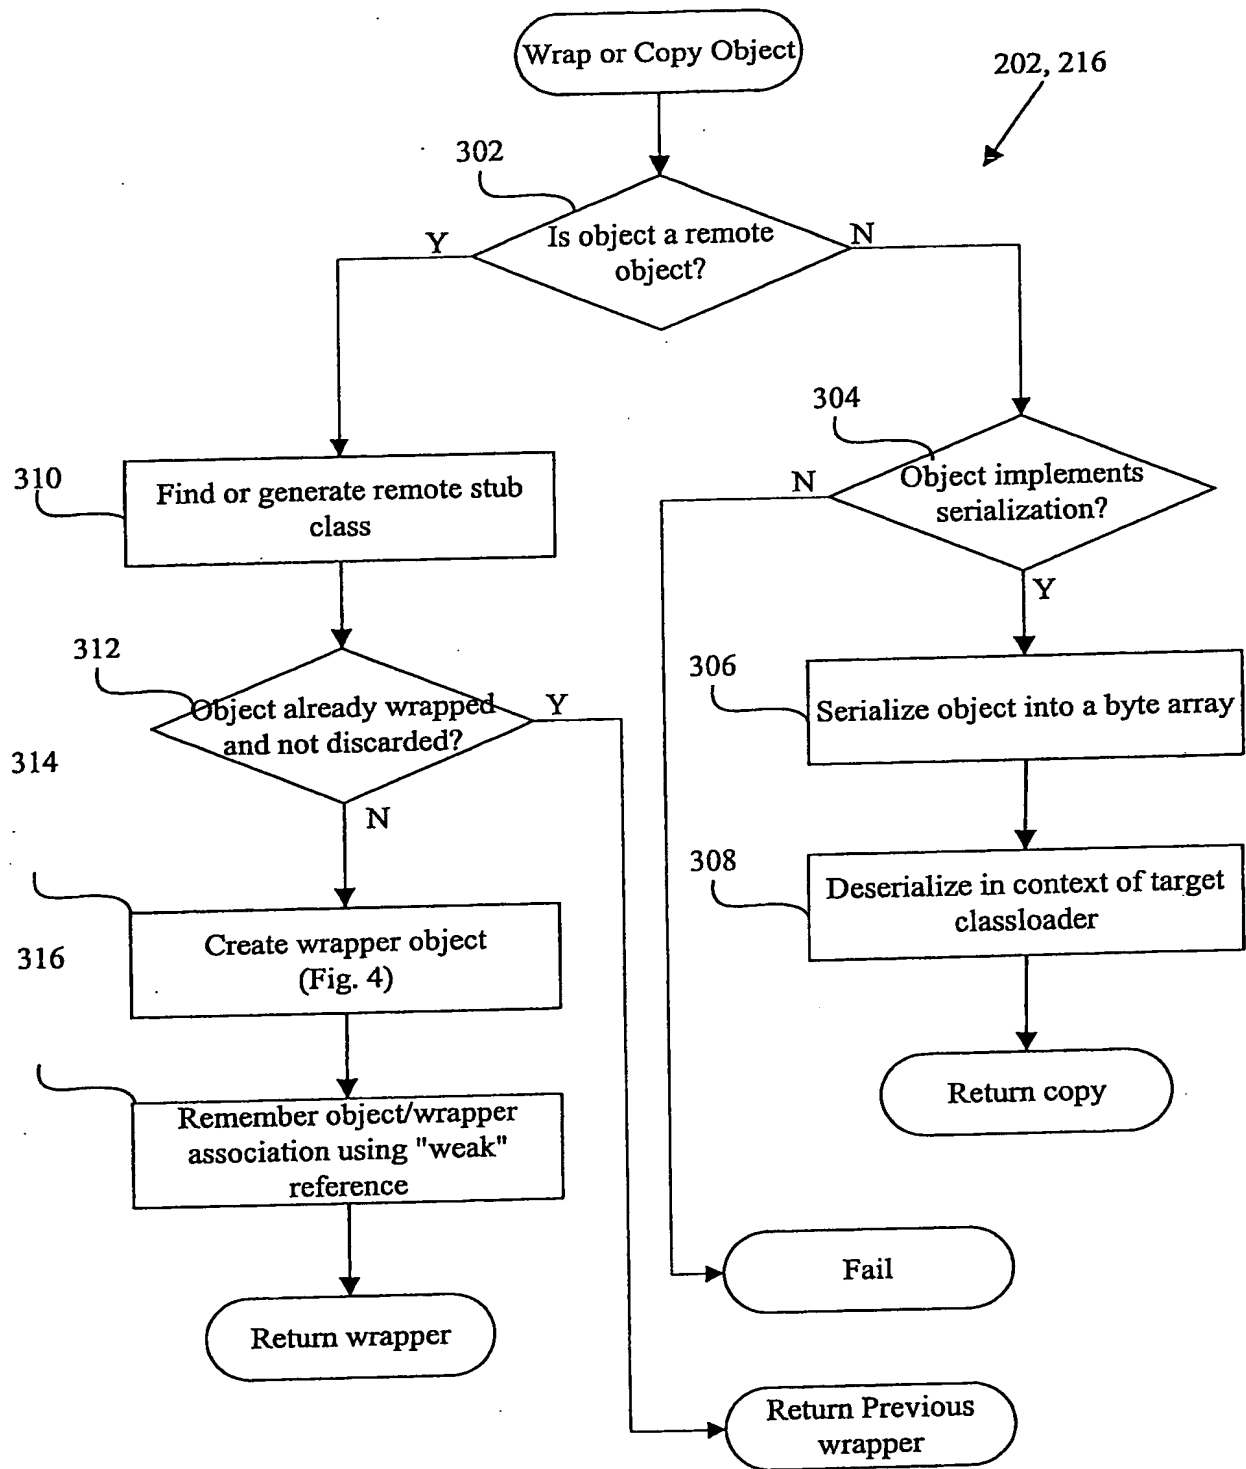 Wrap or Copy Object
202, 216
302
Is object a remote
object?
Y
N
304
Object implements
serialization?
N
Y
310
Find or generate remote stub
class
312
Object already wrapped
and not discarded?
Y
N
306
Serialize object into a byte array
314
308
Deserialize in context of target
classloader
Create wrapper object
(Fig. 4)
316
Return copy
Remember object/wrapper
association using "weak"
reference
Fail
Return wrapper
Return Previous
wrapper